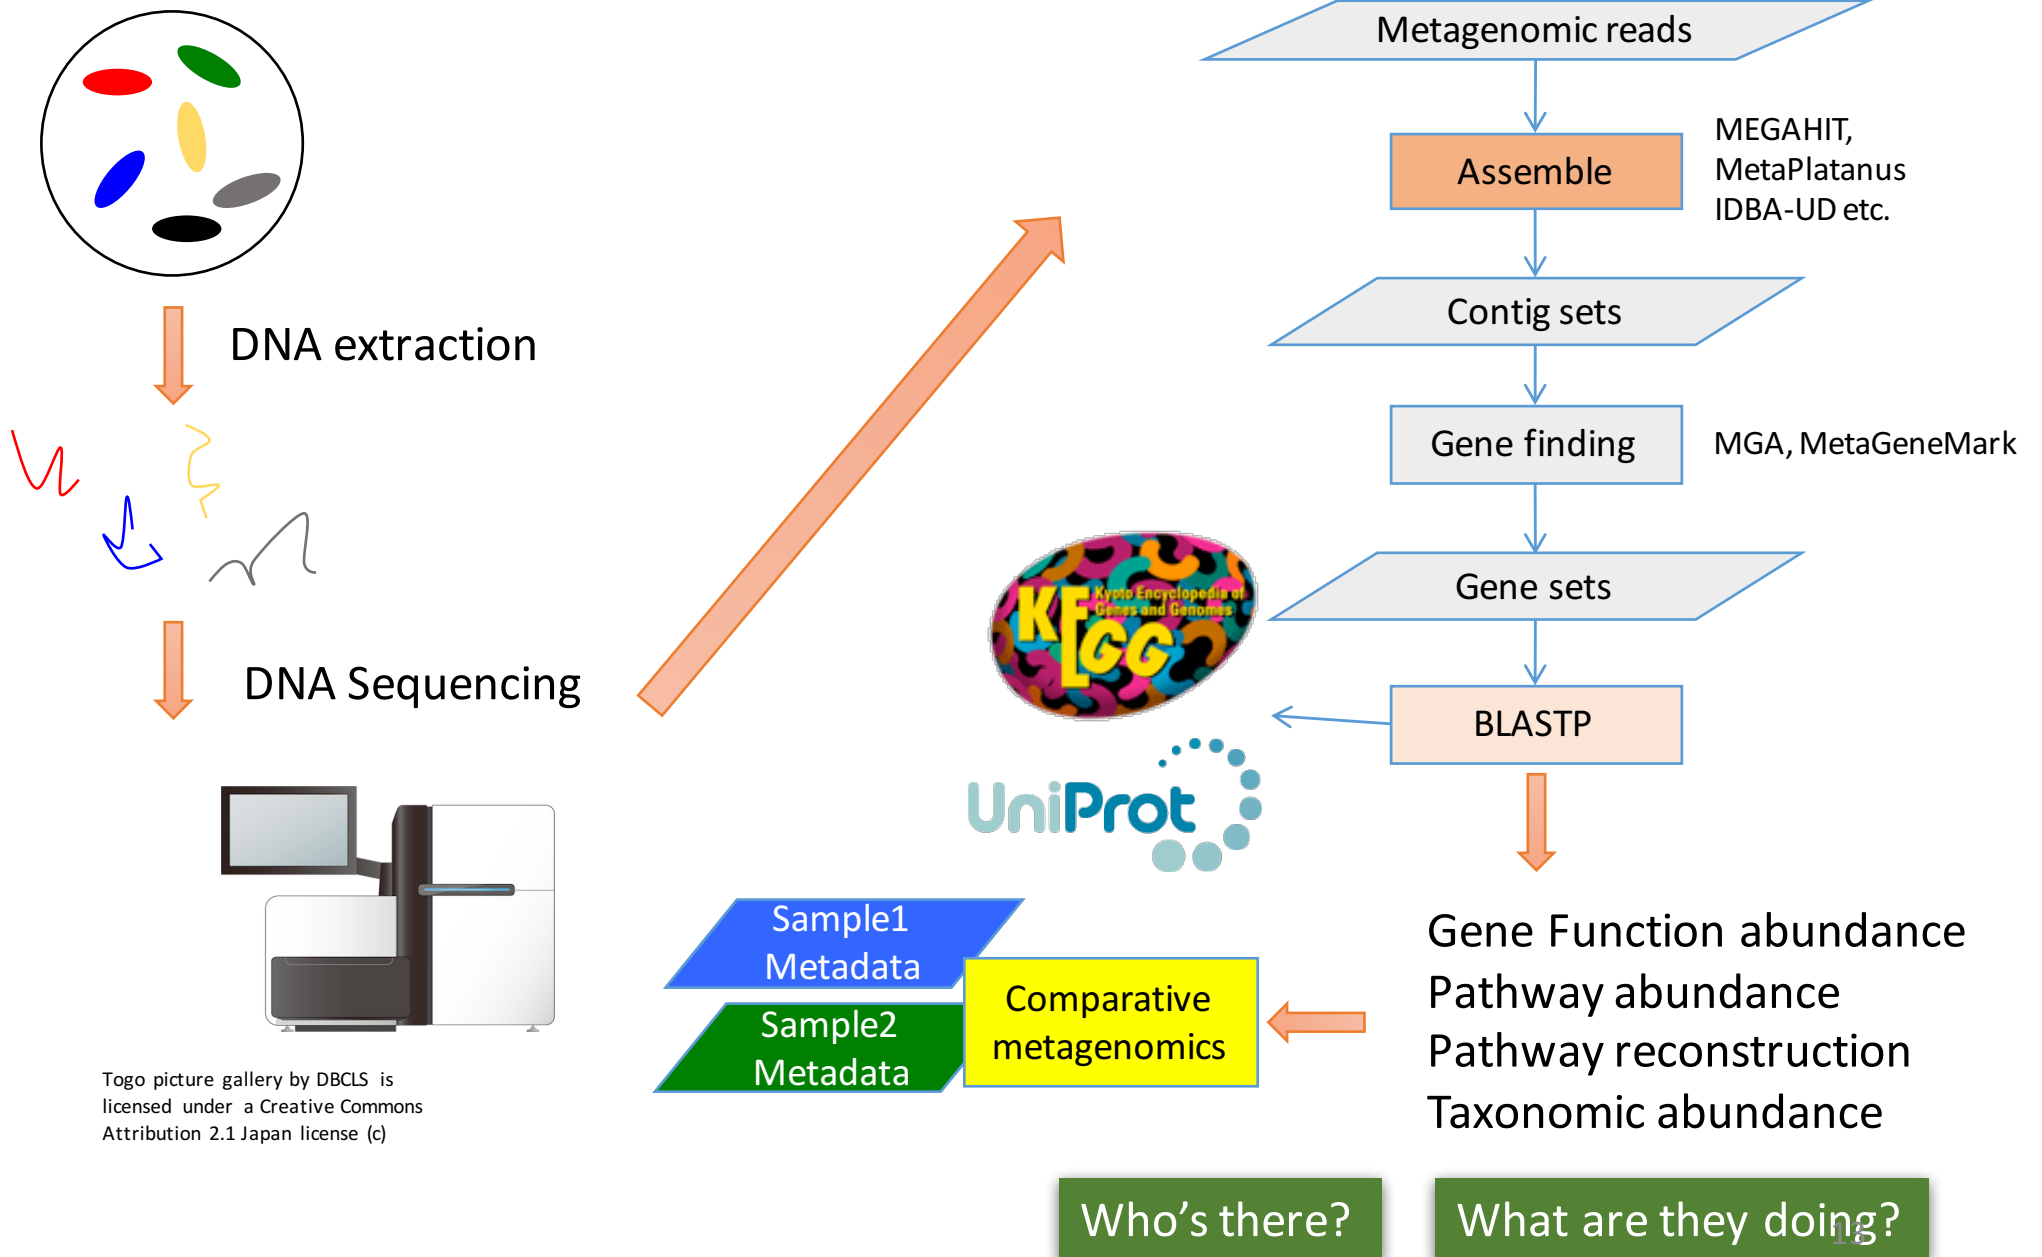 DNA extraction
DNA Sequencing
Togo picture gallery by DBCLS is
licensed under a Creative Commons
Attribution 2.1 Japan license (c)
Metagenomic reads
Assemble
MEGAHIT,
MetaPlatanus
IDBA-UD etc.
Contig sets
Gene finding
MGA, MetaGeneMark
Gene sets
BLASTP
KEGG
Kyoto Encyclopedia of
Genes and Genomes
UniProt
Gene Function abundance
Pathway abundance
Pathway reconstruction
Taxonomic abundance
Comparative
metagenomics
Sample1
Metadata
Sample2
Metadata
Who's there?
What are they doing?
13